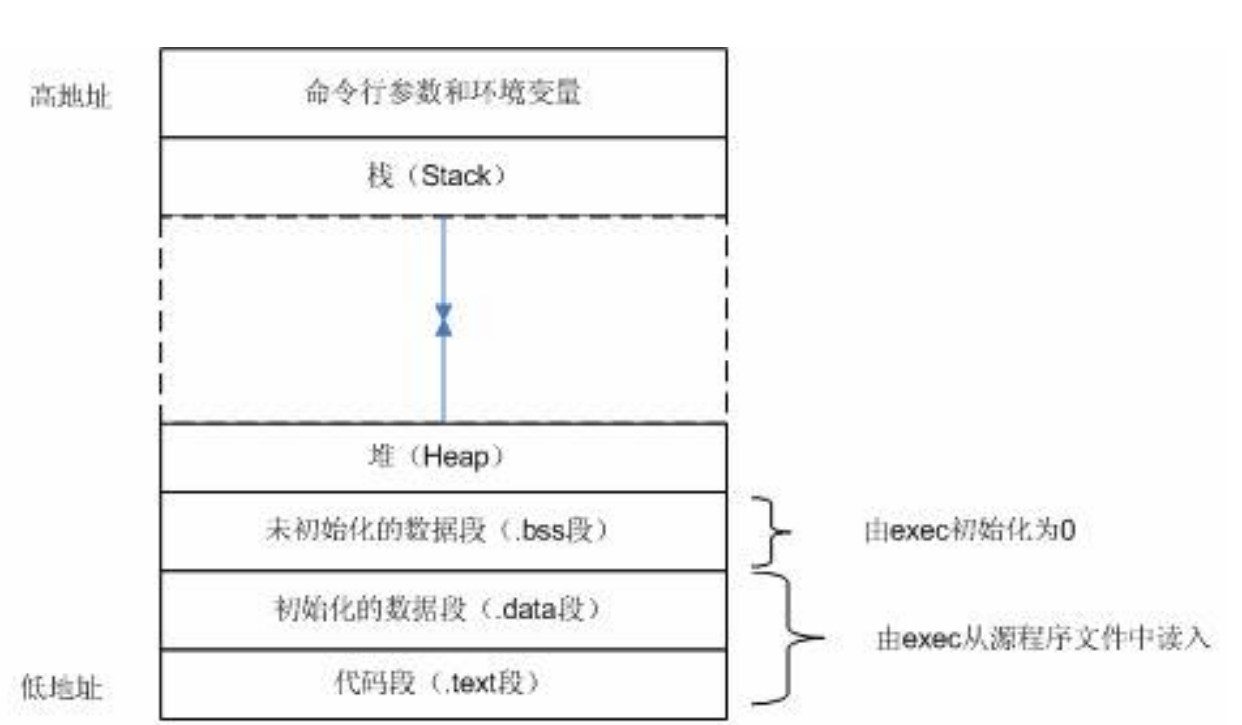 高地址
命令行参数和环境变量
栈（Stack）
堆（Heap）
未初始化的数据段（.bss段）
由exec初始化为0
初始化的数据段（.data段）
由exec从源程序文件中读入
低地址
代码段（.text段）